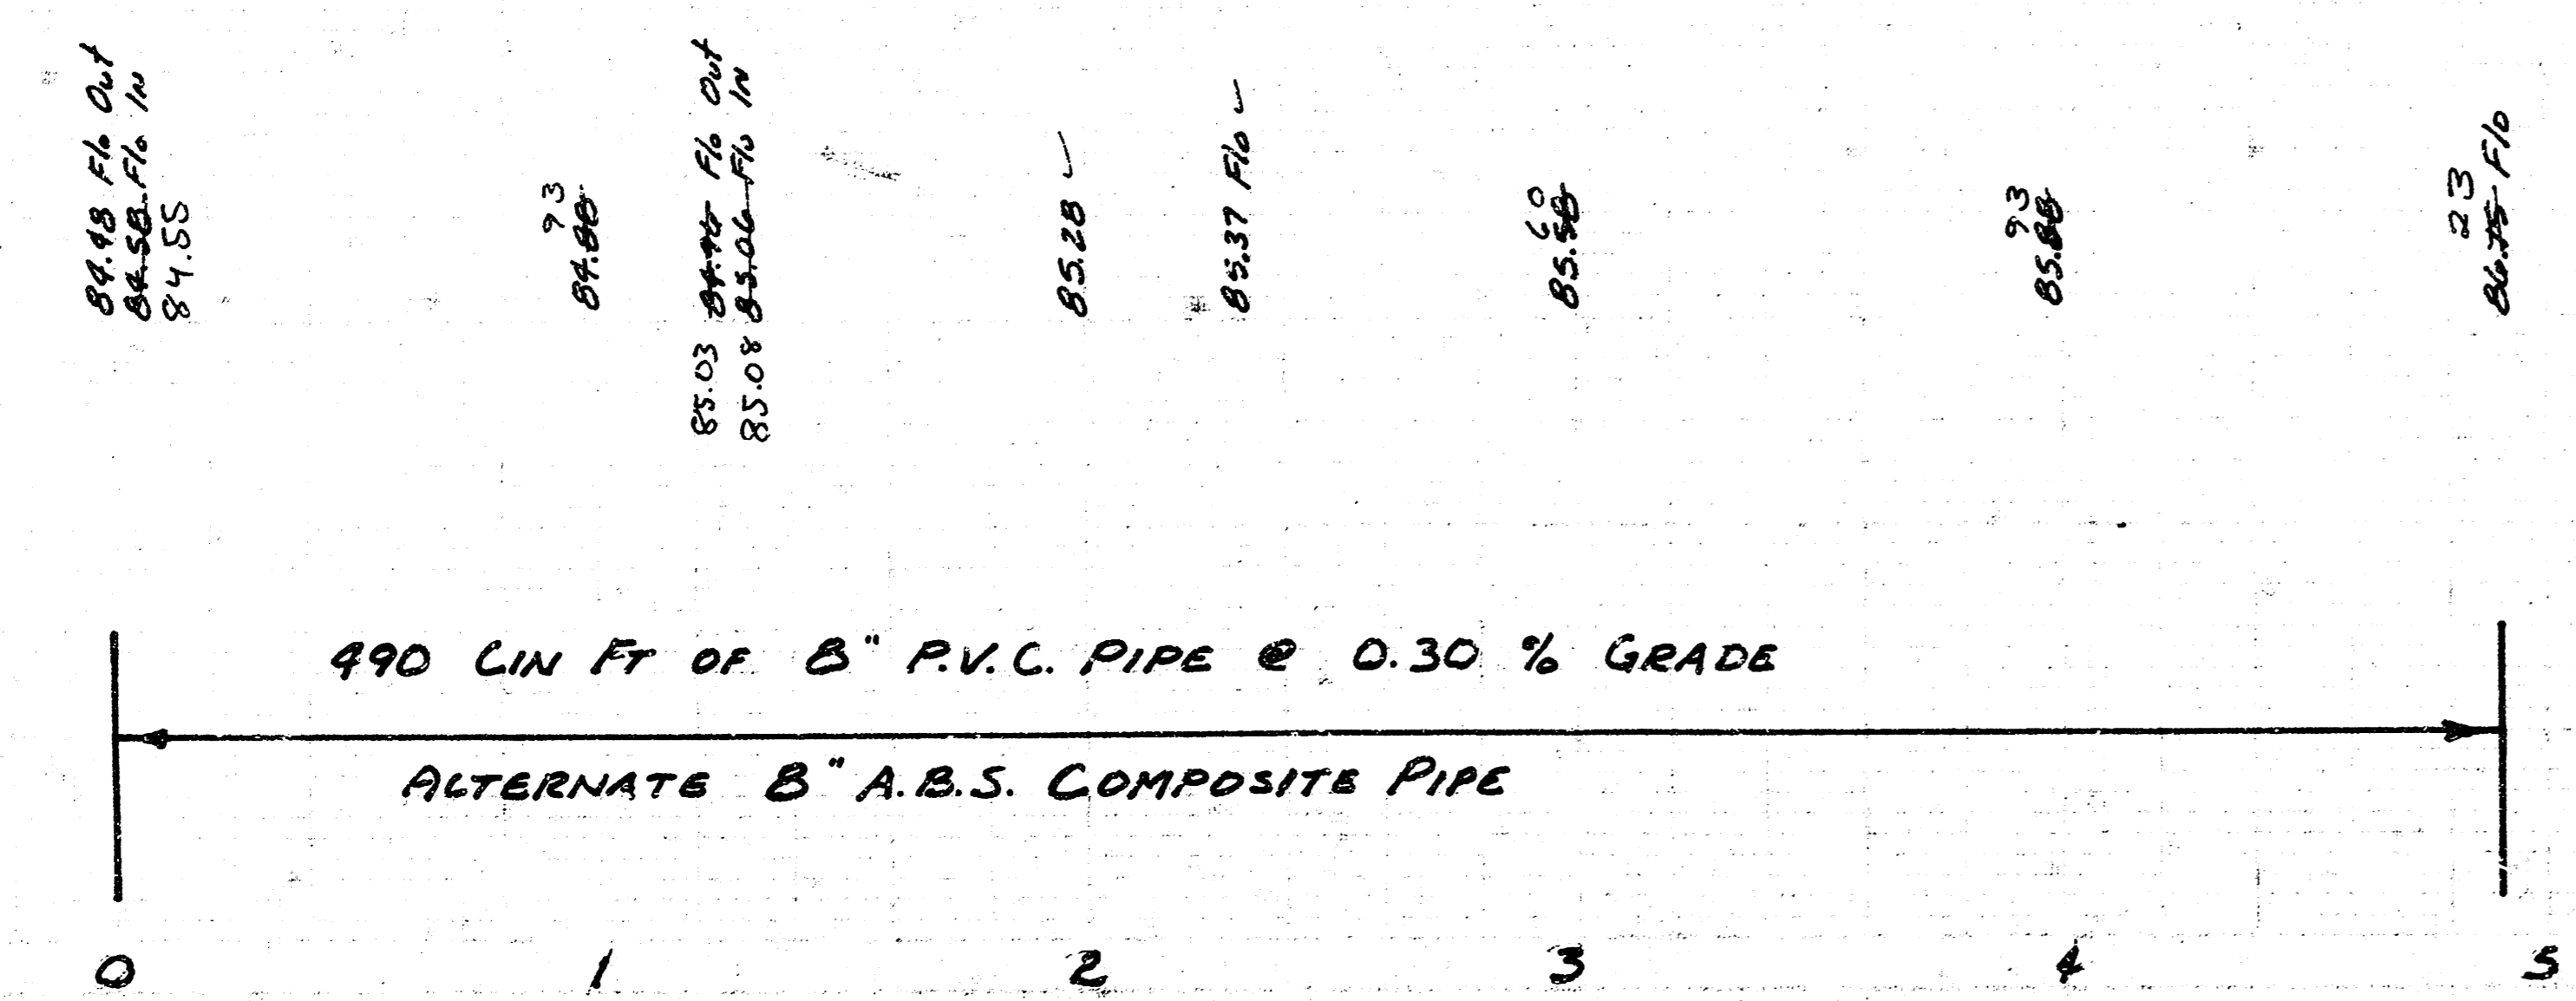 84.48 Flo Out
84.58 Flo IN
84.55
93
84.88
85.03 84.96 Flo Out
85.08 85.06 Flo IN
85.28
85.37 Flo
60
85.58
93
85.88
23
86.15 Flo
490 LIN FT OF 8" P.V.C. PIPE @ 0.30 % GRADE
ALTERNATE 8" A.B.S. COMPOSITE PIPE
0 1 2 3 4 5